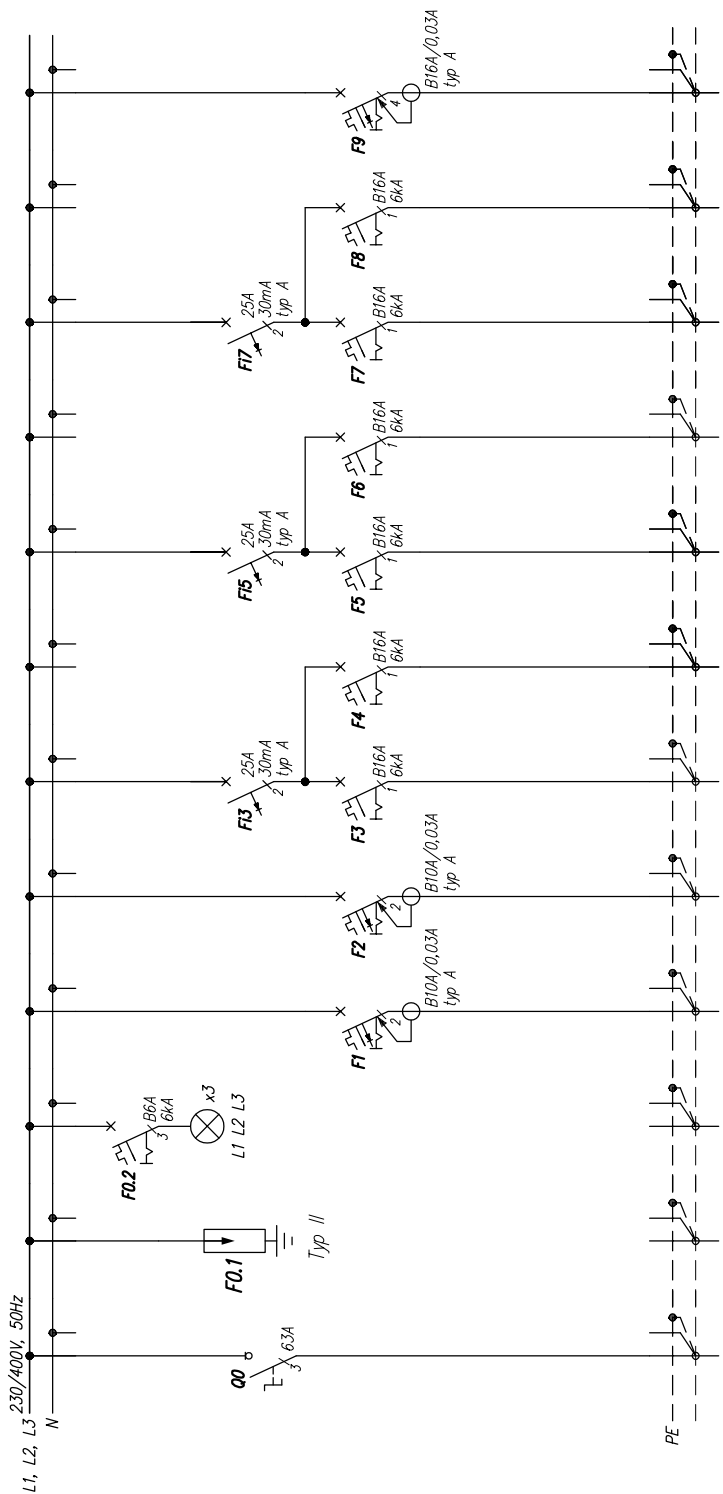 L1, L2, L3 230/400V, 50Hz
N
Q0
3
63A
F0.1
Typ II
F0.2
3
B6A
6kA
x3
L1 L2 L3
F1
2
B10A/0,03A
typ A
F2
2
B10A/0,03A
typ A
Fi3
2
25A
30mA
typ A
F3
1
B16A
6kA
F4
1
B16A
6kA
Fi5
2
25A
30mA
typ A
F5
1
B16A
6kA
F6
1
B16A
6kA
Fi7
2
25A
30mA
typ A
F7
1
B16A
6kA
F8
1
B16A
6kA
F9
4
B16A/0,03A
typ A
PE